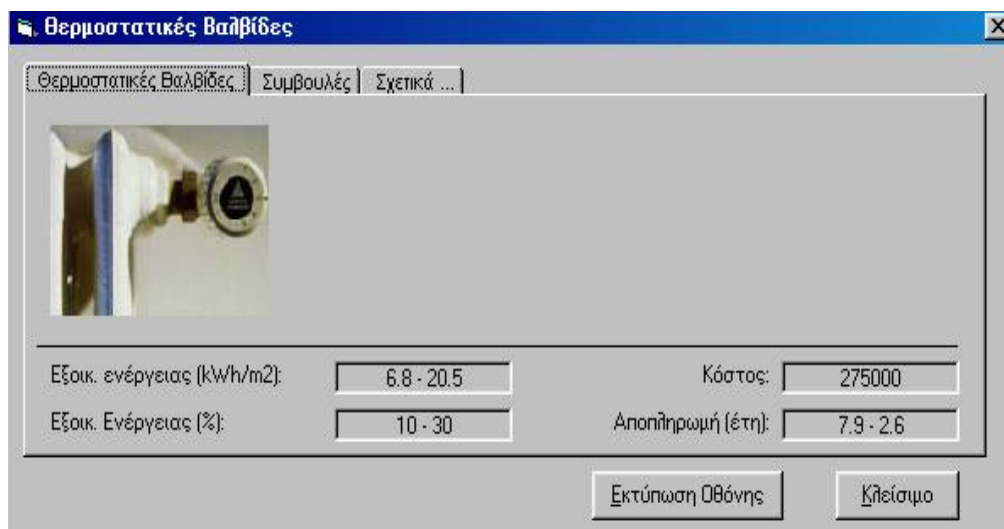 Θερμοστατικές Βαλβίδες
Θερμοστατικές Βαλβίδες Συμβουλές Σχετικά ...
Εξοικ. ενέργειας (kWh/m2): 6.8 - 20.5 Κόστος: 275000
Εξοικ. Ενέργειας (%): 10 - 30 Αποπληρωμή (έτη): 7.9 - 2.6
Εκτύπωση Οθόνης Κλείσιμο